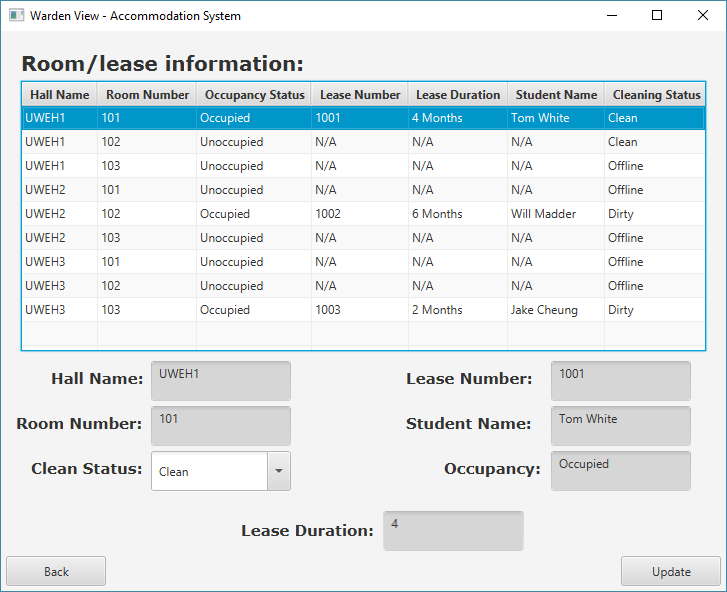 Warden View - Accommodation System
Room/lease information:
Hall Name Room Number Occupancy Status Lease Number Lease Duration Student Name Cleaning Status
UWEH1 101 Occupied 1001 4 Months Tom White Clean
UWEH1 102 Unoccupied N/A N/A N/A Clean
UWEH1 103 Unoccupied N/A N/A N/A Offline
UWEH2 101 Unoccupied N/A N/A N/A Offline
UWEH2 102 Occupied 1002 6 Months Will Madder Dirty
UWEH2 103 Unoccupied N/A N/A N/A Offline
UWEH3 101 Unoccupied N/A N/A N/A Offline
UWEH3 102 Unoccupied N/A N/A N/A Offline
UWEH3 103 Occupied 1003 2 Months Jake Cheung Dirty
Hall Name: UWEH1 Lease Number: 1001
Room Number: 101 Student Name: Tom White
Clean Status: Clean Occupancy: Occupied
Lease Duration: 4
Back Update